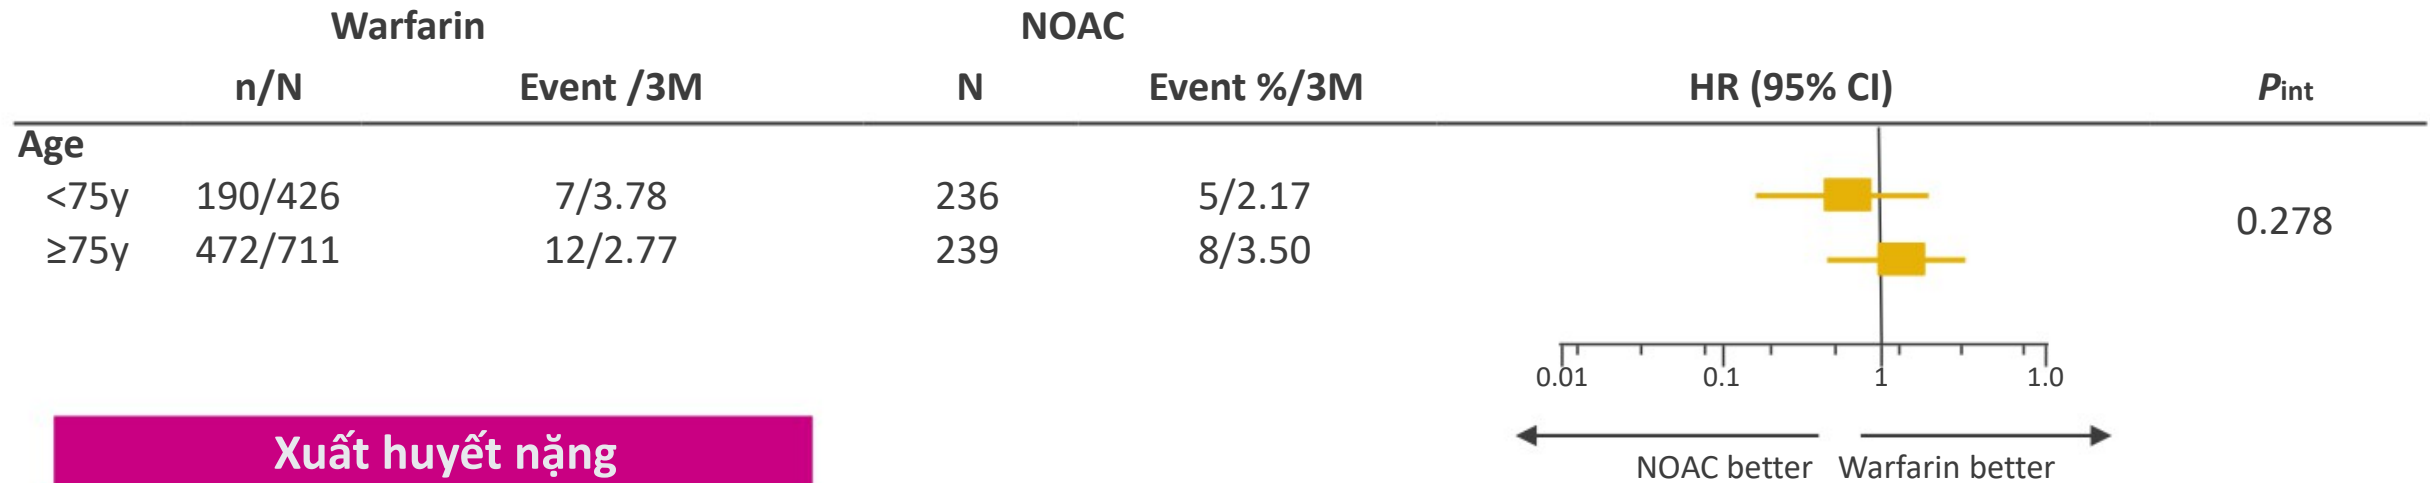 Warfarin NOAC
n/N Event /3M N Event %/3M HR (95% CI) Pint
Age
<75y 190/426 7/3.78 236 5/2.17
0.278
≥75y 472/711 12/2.77 239 8/3.50
0.01 0.1 1 1.0
Xuất huyết nặng
NOAC better Warfarin better